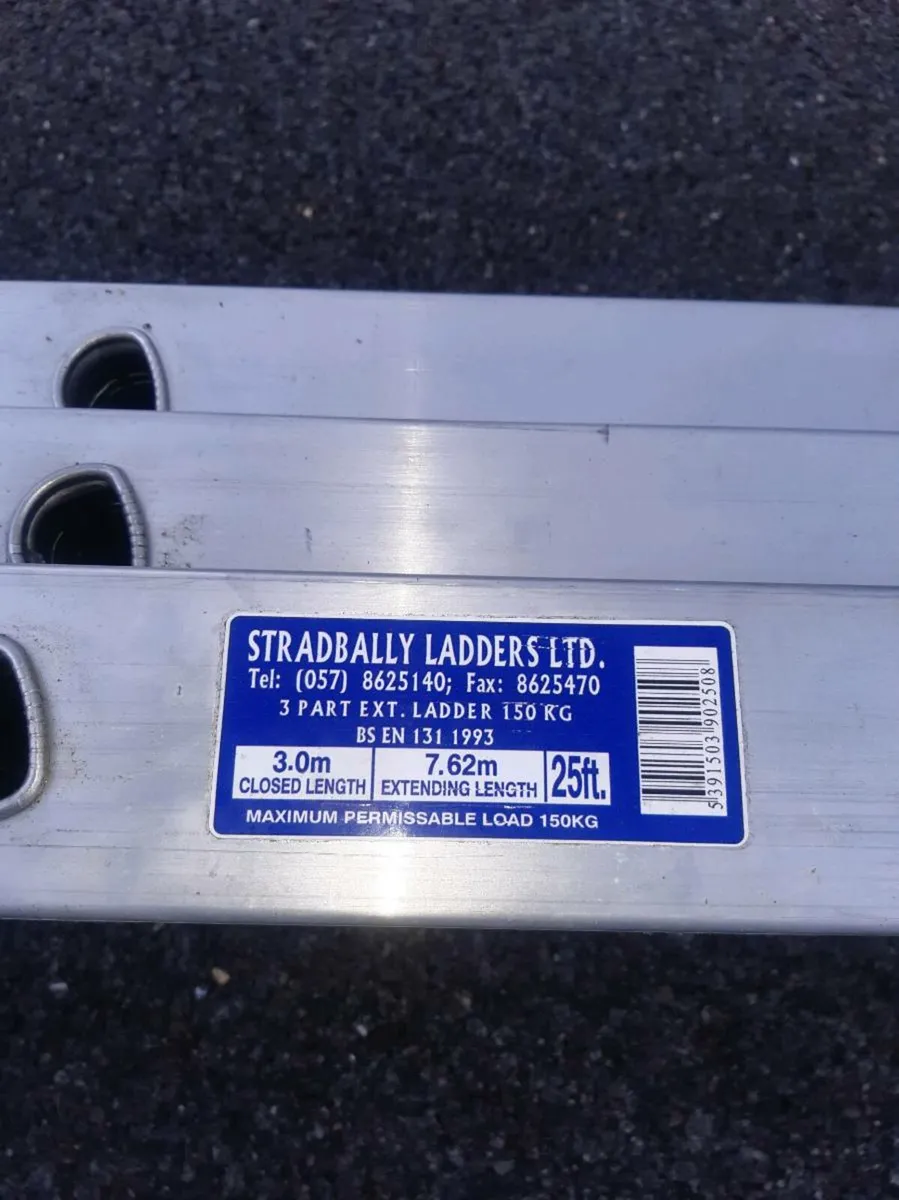 STRADBALLY LADDERS LTD.
Tel: (057) 8625140; Fax: 8625470
3 PART EXT. LADDER 150 KG
BS EN 131 1993
3.0m
CLOSED LENGTH
7.62m
EXTENDING LENGTH
25ft.
MAXIMUM PERMISSABLE LOAD 150KG
5391503902508